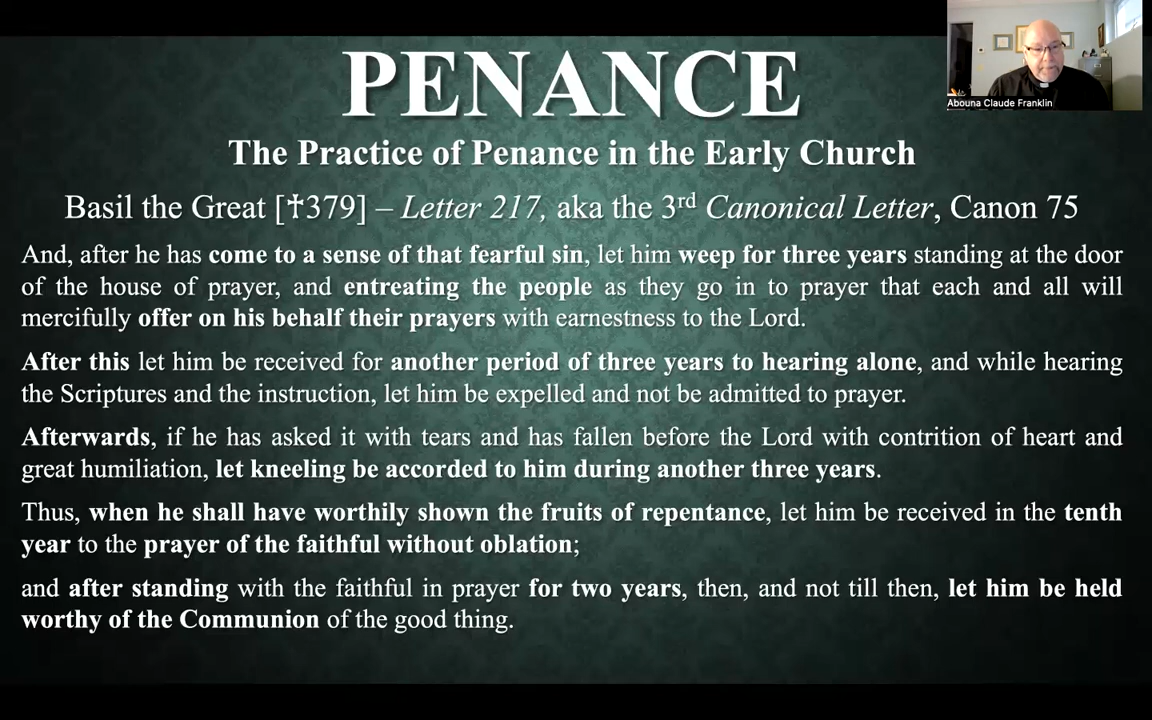 PENANCE
Abouna Claude Franklin
The Practice of Penance in the Early Church
Basil the Great [✝379] – Letter 217, aka the 3rd Canonical Letter, Canon 75
And, after he has come to a sense of that fearful sin, let him weep for three years standing at the door
of the house of prayer, and entreating the people as they go in to prayer that each and all will
mercifully offer on his behalf their prayers with earnestness to the Lord.
After this let him be received for another period of three years to hearing alone, and while hearing
the Scriptures and the instruction, let him be expelled and not be admitted to prayer.
Afterwards, if he has asked it with tears and has fallen before the Lord with contrition of heart and
great humiliation, let kneeling be accorded to him during another three years.
Thus, when he shall have worthily shown the fruits of repentance, let him be received in the tenth
year to the prayer of the faithful without oblation;
and after standing with the faithful in prayer for two years, then, and not till then, let him be held
worthy of the Communion of the good thing.